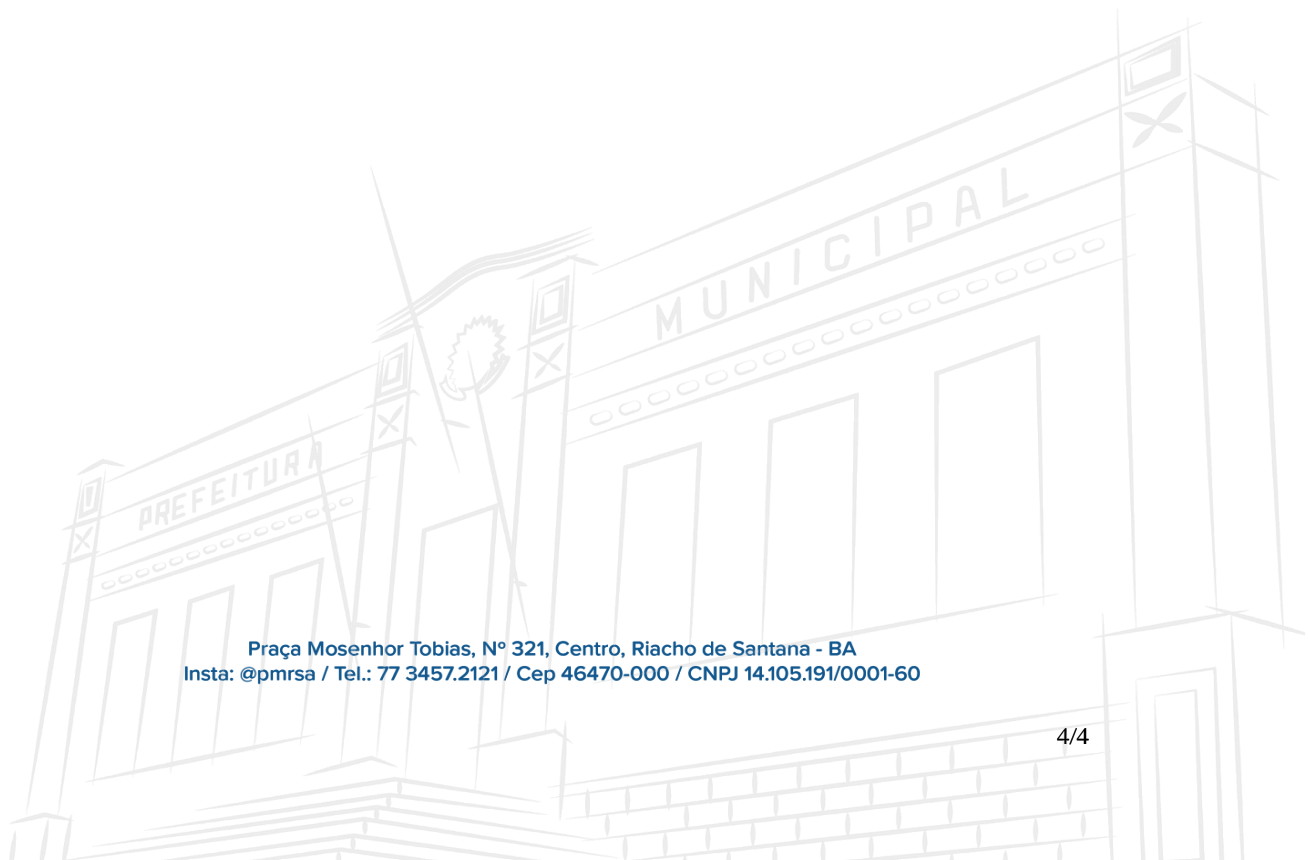 MUNICIPAL
PREFEITURA
Praça Mosenhor Tobias, Nº 321, Centro, Riacho de Santana - BA
Insta: @pmrsa / Tel.: 77 3457.2121 / Cep 46470-000 / CNPJ 14.105.191/0001-60
4/4